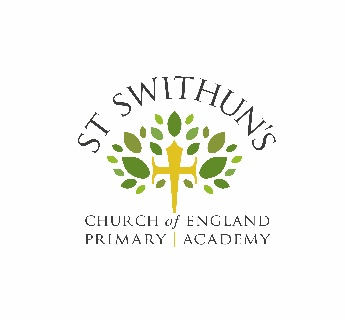 ST SWITHUN'S
CHURCH of ENGLAND
PRIMARY | ACADEMY